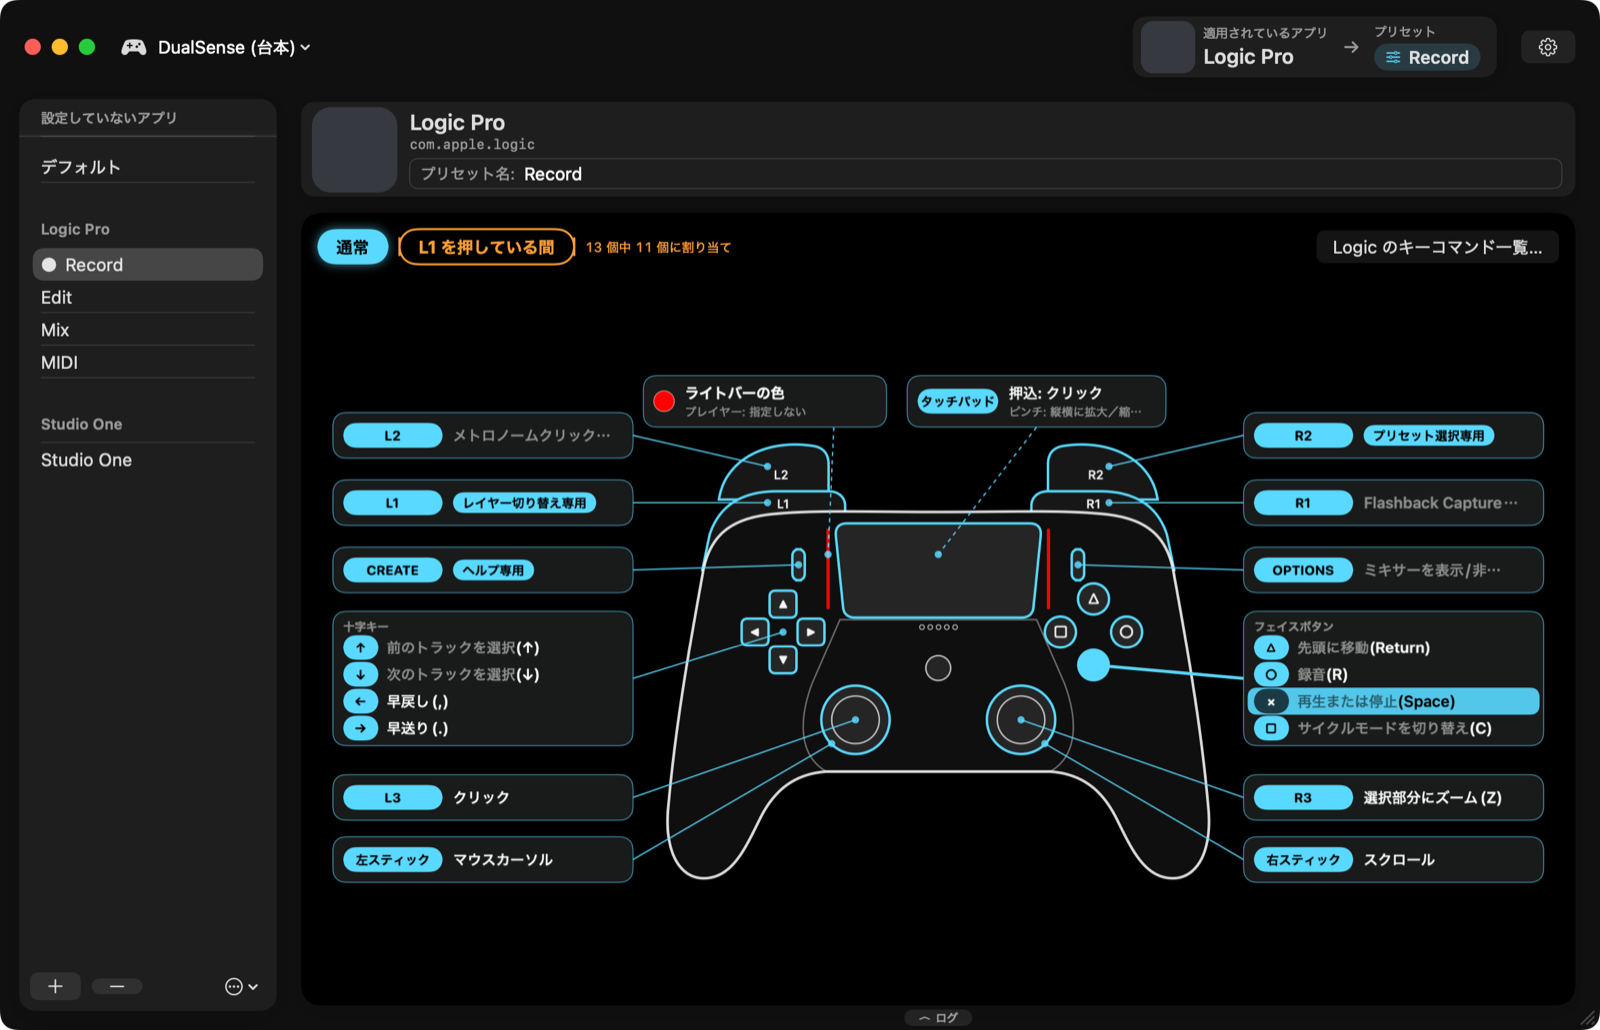 DualSense (台本)
適用されているアプリ
Logic Pro
プリセット
Record
設定していないアプリ
デフォルト
Logic Pro
Record
Edit
Mix
MIDI
Studio One
Studio One
Logic Pro
com.apple.logic
プリセット名: Record
通常
L1 を押している間
13 個中 11 個に割り当て
Logic のキーコマンド一覧...
ライトバーの色
プレイヤー: 指定しない
タッチパッド
押込: クリック
ピンチ: 縦横に拡大／縮…
L2 メトロノームクリック…
L1 レイヤー切り替え専用
CREATE ヘルプ専用
十字キー
↑ 前のトラックを選択(↑)
↓ 次のトラックを選択(↓)
← 早戻し(,)
→ 早送り(.)
L3 クリック
左スティック マウスカーソル
L2
L1
R2
R1
R2 プリセット選択専用
R1 Flashback Capture…
OPTIONS ミキサーを表示/非…
フェイスボタン
先頭に移動(Return)
録音(R)
再生または停止(Space)
サイクルモードを切り替え(C)
R3 選択部分にズーム(Z)
右スティック スクロール
ログ